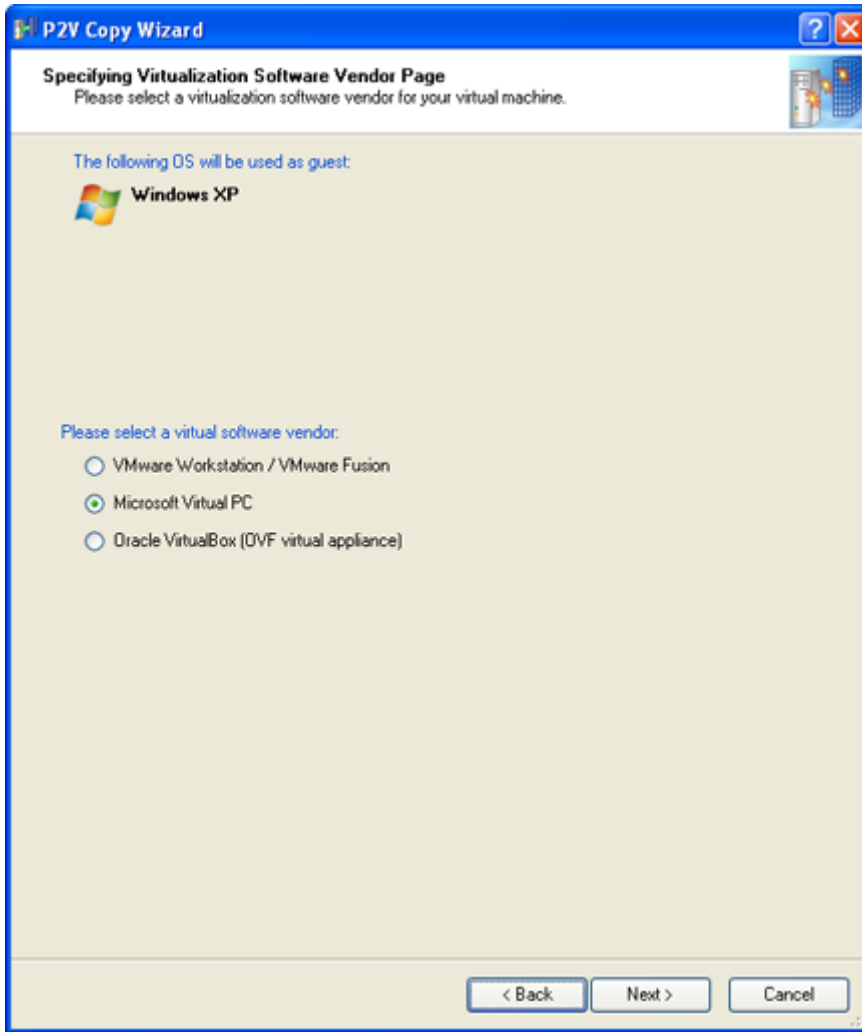 P2V Copy Wizard
Specifying Virtualization Software Vendor Page
Please select a virtualization software vendor for your virtual machine.
The following OS will be used as guest:
Windows XP
Please select a virtual software vendor:
VMware Workstation / VMware Fusion
Microsoft Virtual PC
Oracle VirtualBox (OVF virtual appliance)
< Back Next > Cancel